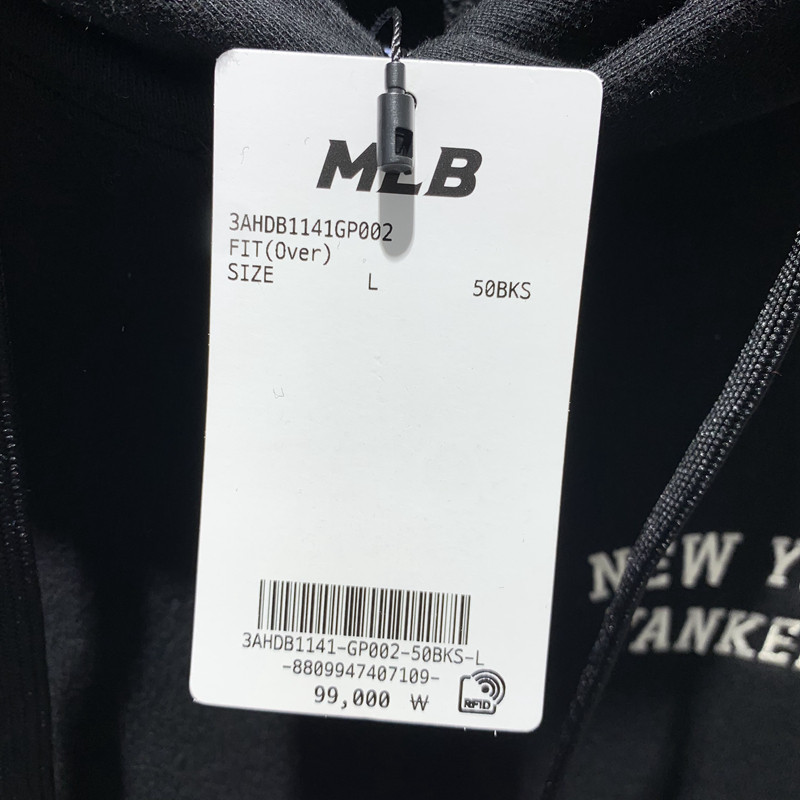 MLB
3AHDB1141GP002
FIT(Over)
SIZE L 50BKS
3AHDB1141-GP002-50BKS-L
-8809947407109-
99,000 ₩
RFID
NEW Y
YANKE